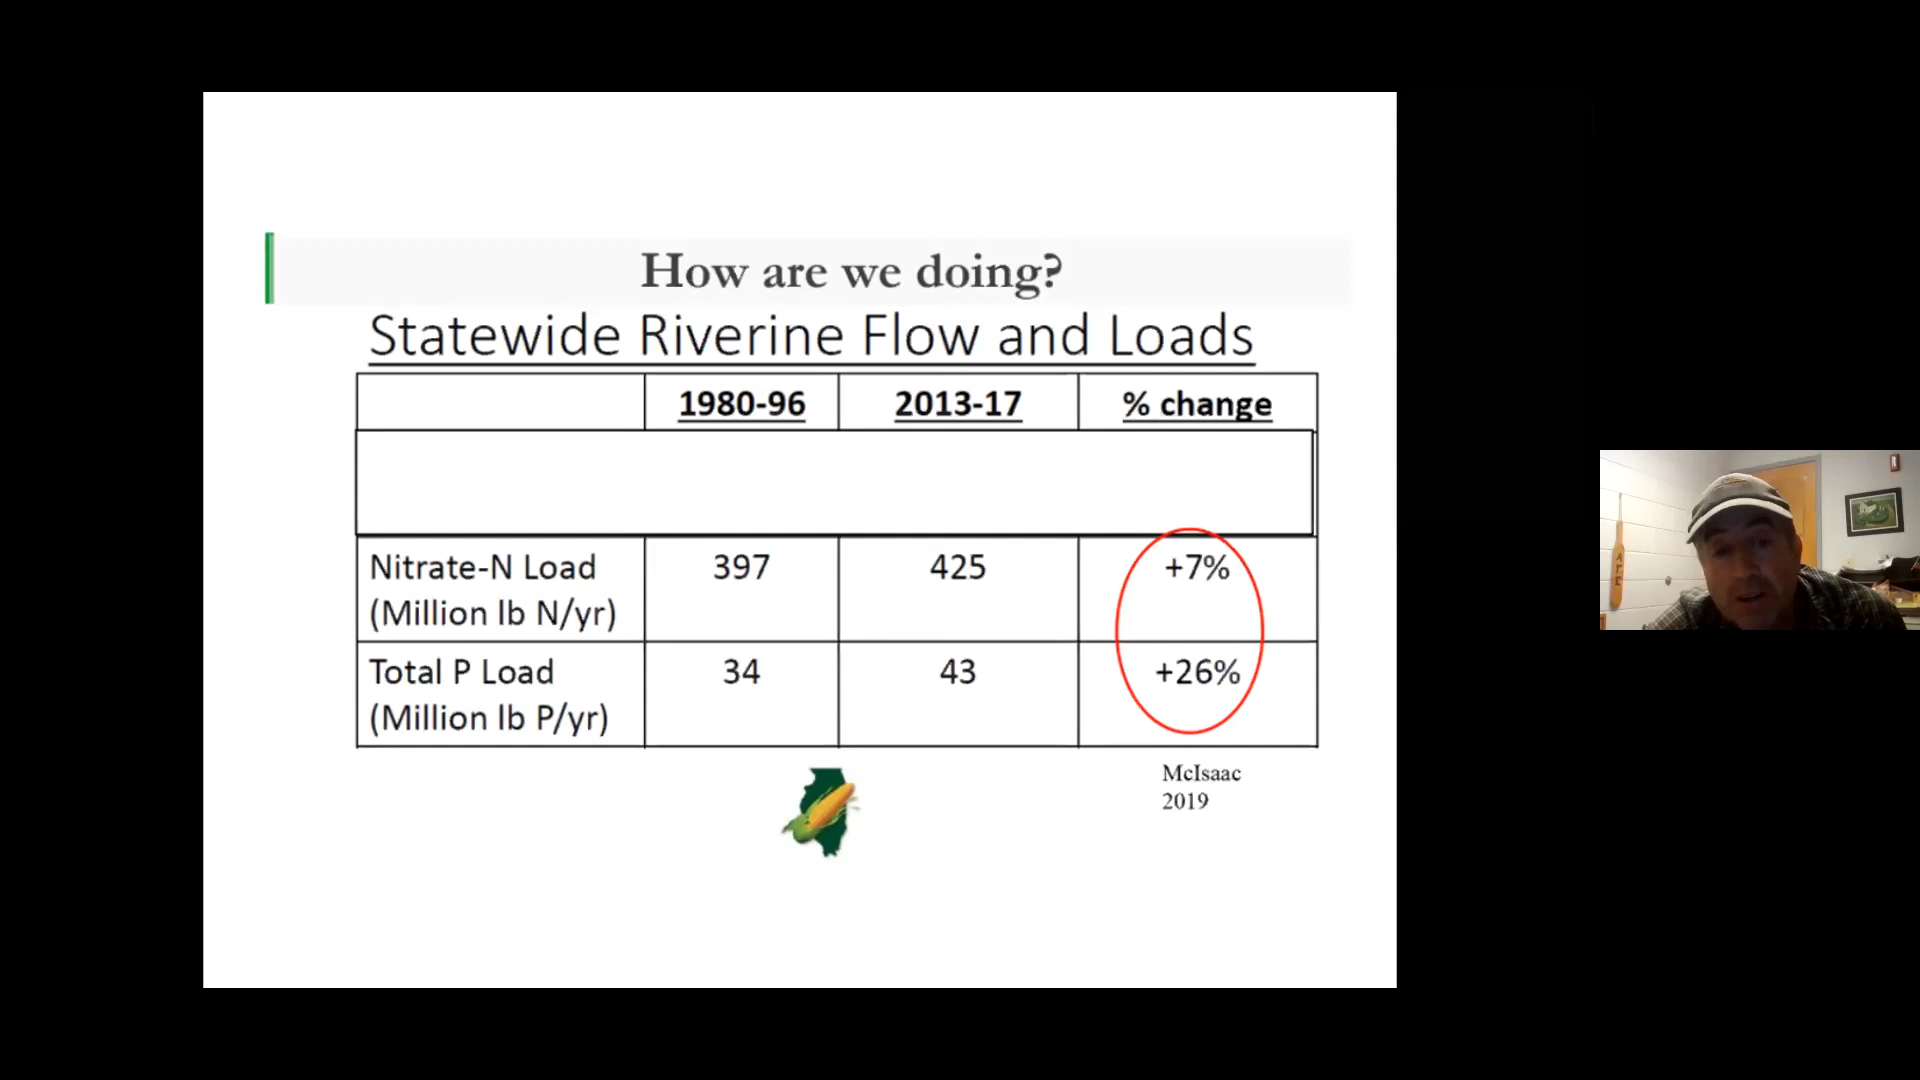 How are we doing?
Statewide Riverine Flow and Loads
1980-96 2013-17 % change
Nitrate-N Load 397 425 +7%
(Million lb N/yr)
Total P Load 34 43 +26%
(Million lb P/yr)
McIsaac
2019